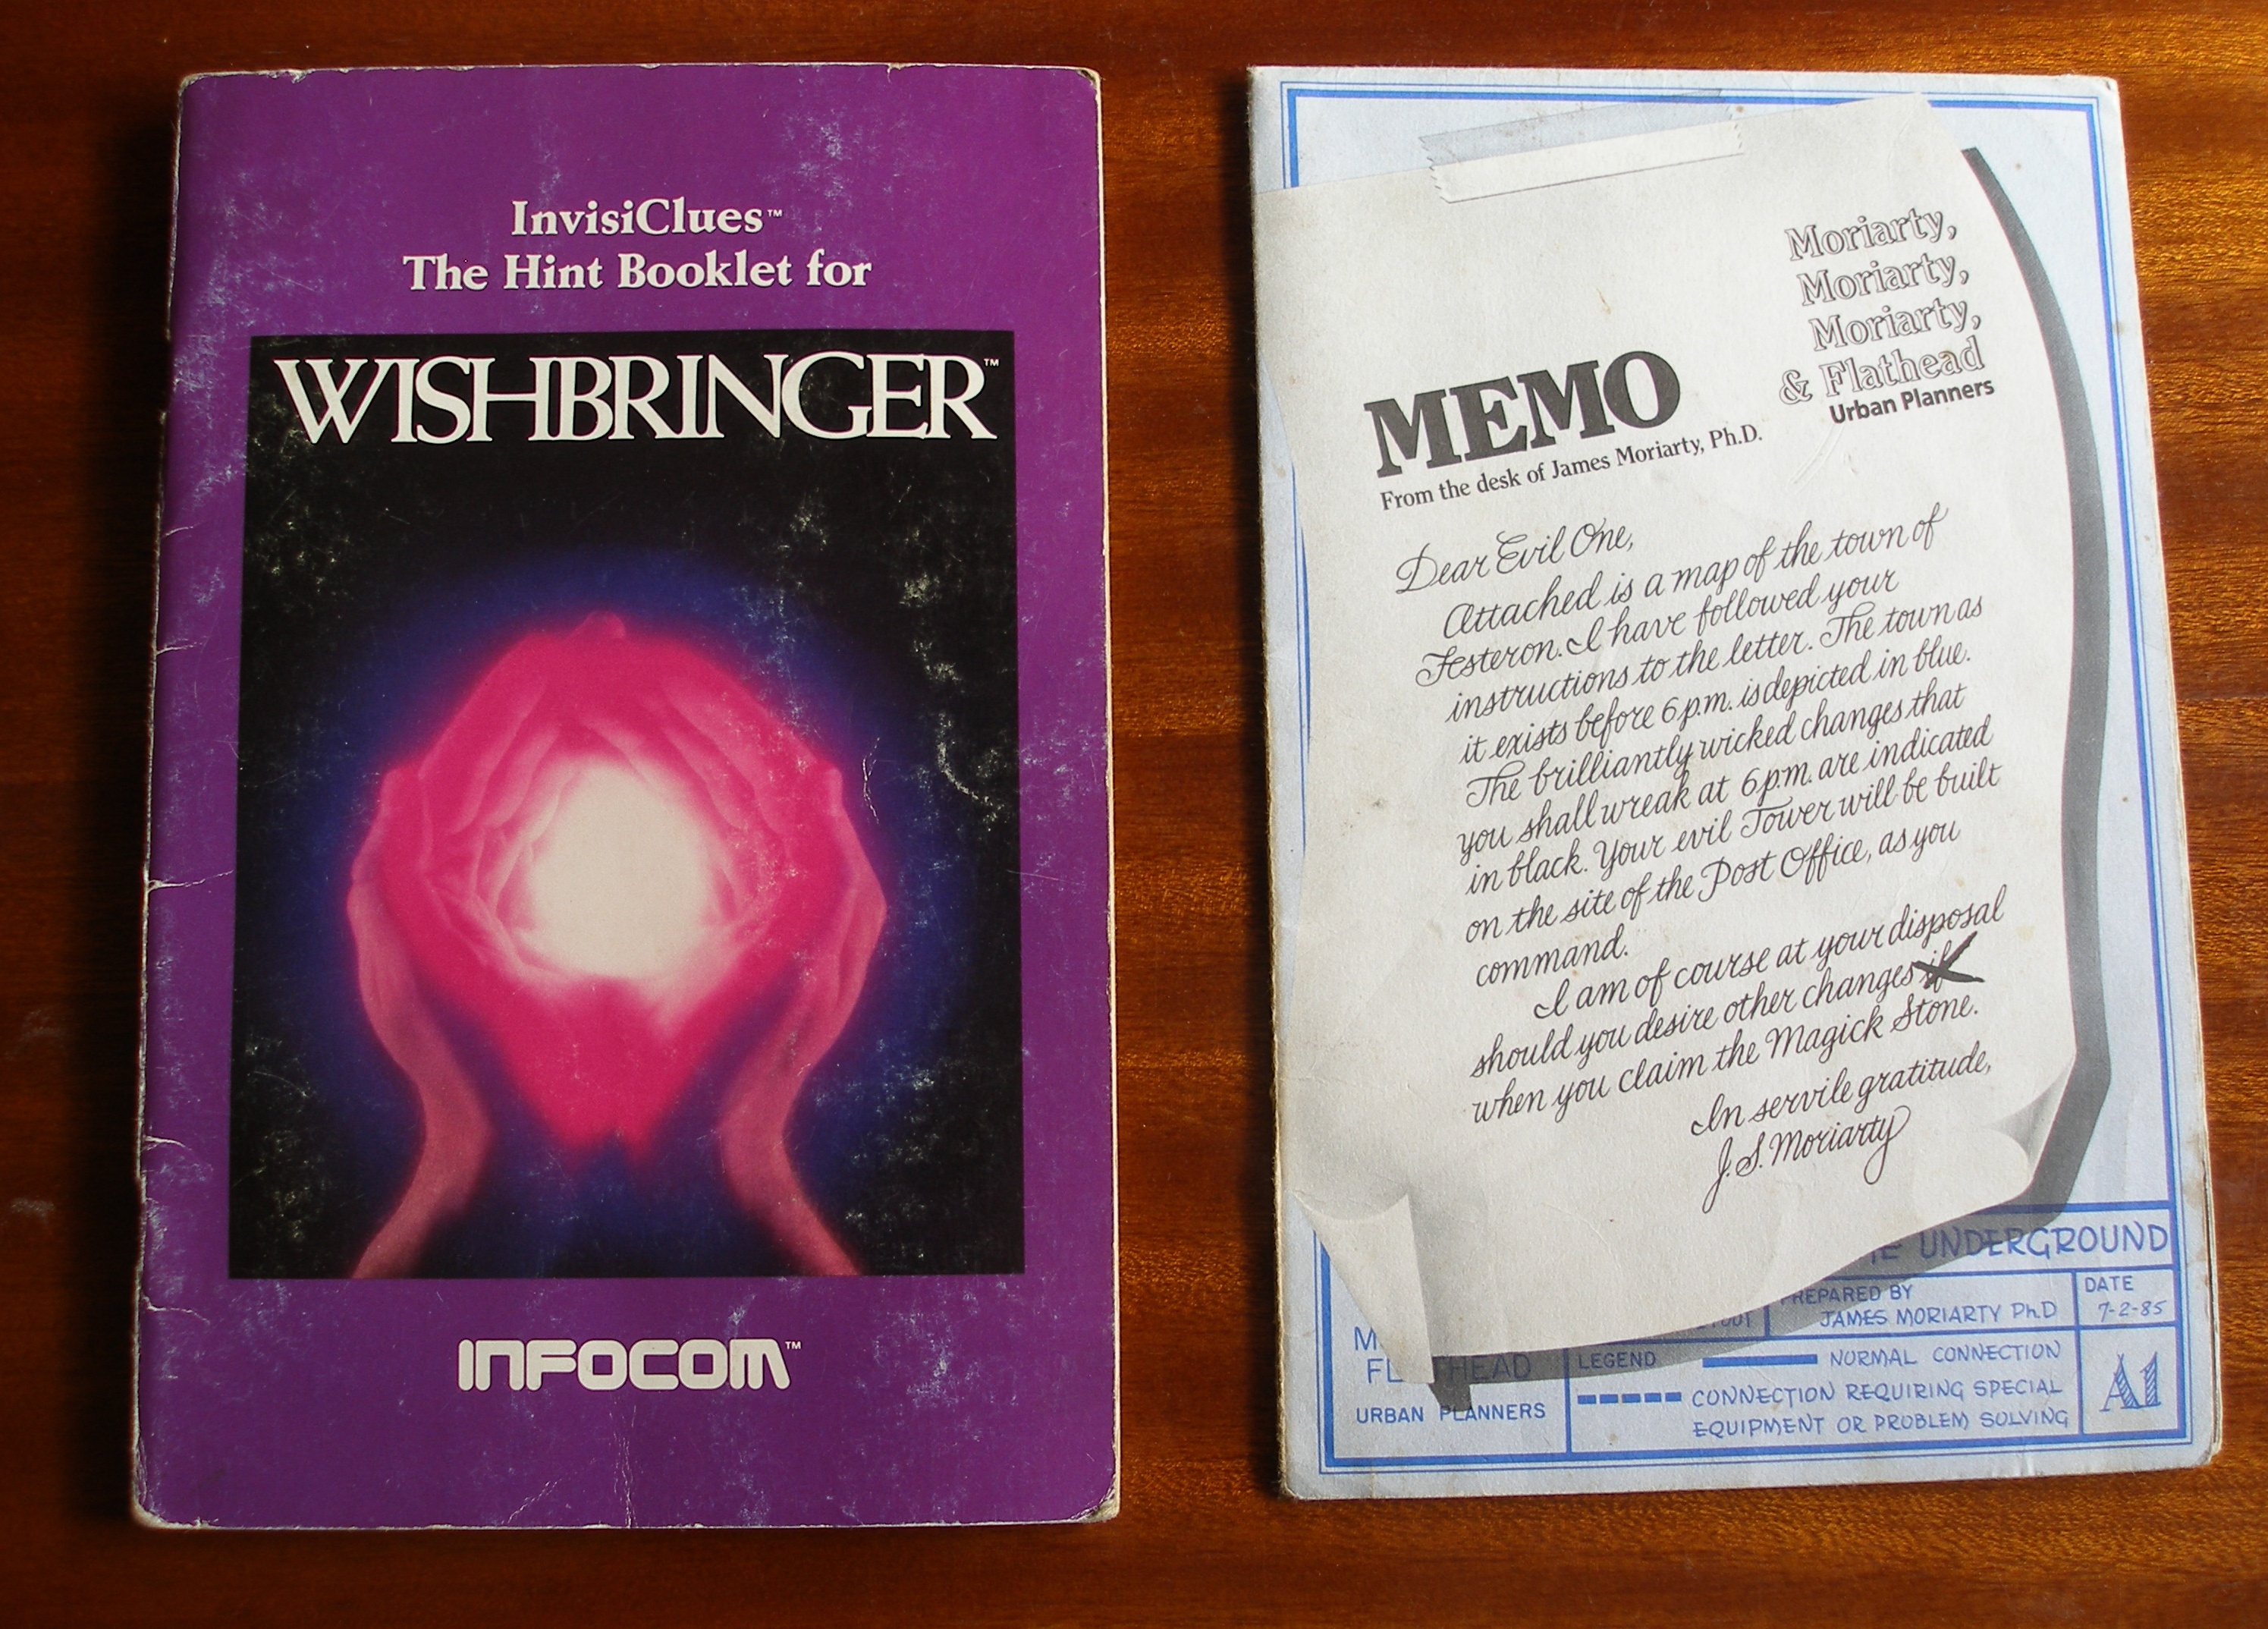 InvisiClues™
The Hint Booklet for
WISHBRINGER™
INFOCOM™
Moriarty,
Moriarty,
Moriarty,
& Flathead
Urban Planners
MEMO
From the desk of James Moriarty, Ph.D.
Dear Evil One,
Attached is a map of the town of
Festeron. I have followed your
instructions to the letter. The town as
it exists before 6 p.m. is depicted in blue.
The brilliantly wicked changes that
you shall wreak at 6 p.m. are indicated
in black. Your evil Tower will be built
on the site of the Post Office, as you
command.
I am of course at your disposal
should you desire other changes if
when you claim the Magick Stone.
In servile gratitude,
J. S. Moriarty
UNDERGROUND
PREPARED BY
JAMES MORIARTY PhD
DATE
7-2-85
URBAN PLANNERS
LEGEND
NORMAL CONNECTION
CONNECTION REQUIRING SPECIAL
EQUIPMENT OR PROBLEM SOLVING
A1